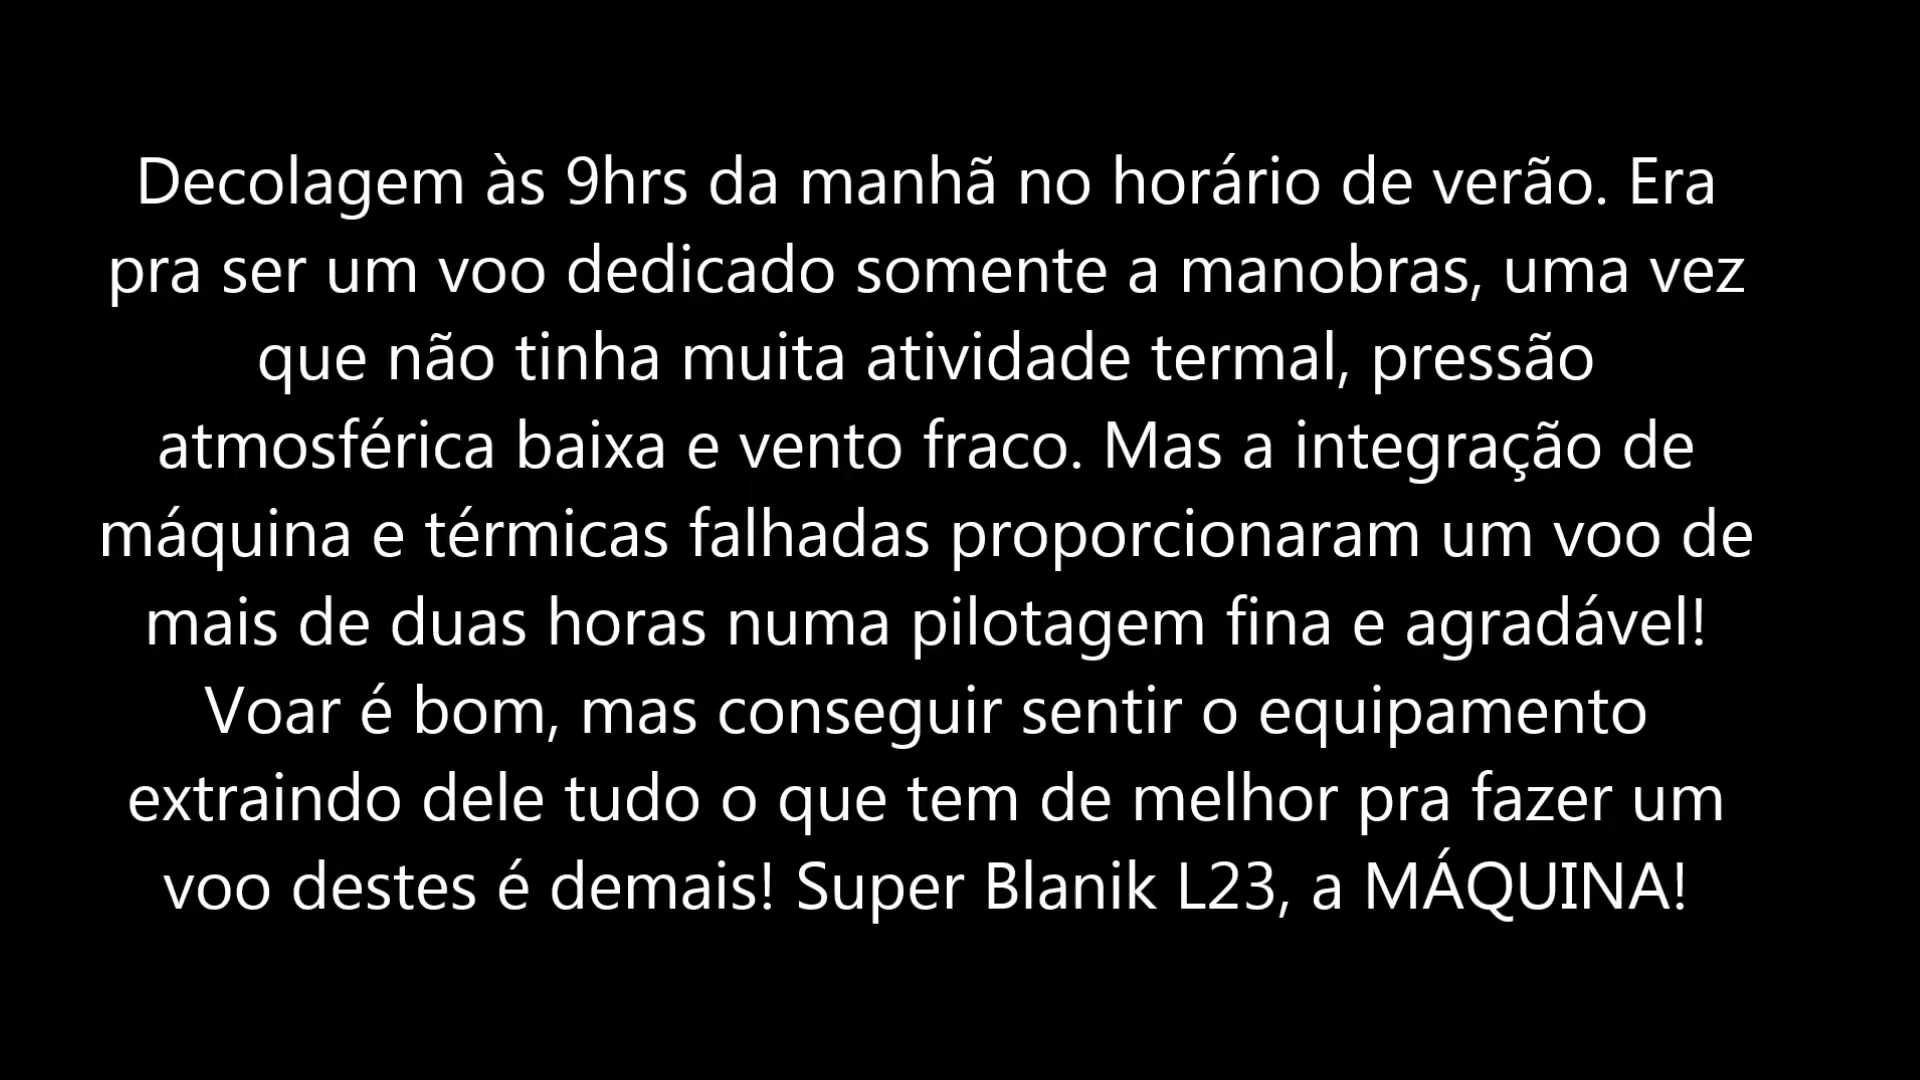 Decolagem às 9hrs da manhã no horário de verão. Era
pra ser um voo dedicado somente a manobras, uma vez
que não tinha muita atividade termal, pressão
atmosférica baixa e vento fraco. Mas a integração de
máquina e térmicas falhadas proporcionaram um voo de
mais de duas horas numa pilotagem fina e agradável!
Voar é bom, mas conseguir sentir o equipamento
extraindo dele tudo o que tem de melhor pra fazer um
voo destes é demais! Super Blanik L23, a MÁQUINA!